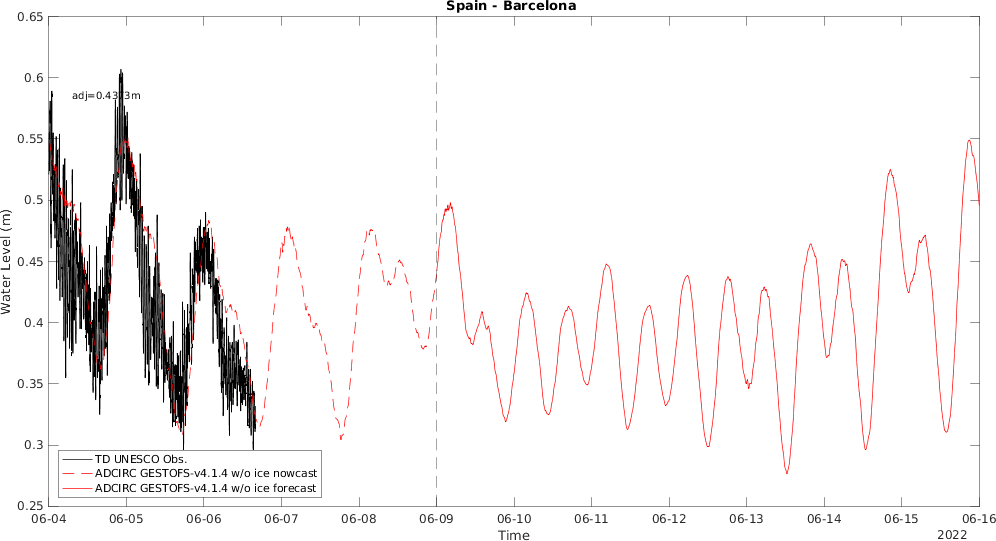 Spain - Barcelona
0.65
0.6
0.55
0.5
0.45
0.4
0.35
0.3
0.25
Water Level (m)
TD UNESCO Obs.
ADCIRC GESTOFS-v4.1.4 w/o ice nowcast
ADCIRC GESTOFS-v4.1.4 w/o ice forecast
06-04 06-05 06-06 06-07 06-08 06-09 06-10 06-11 06-12 06-13 06-14 06-15 06-16
Time
2022